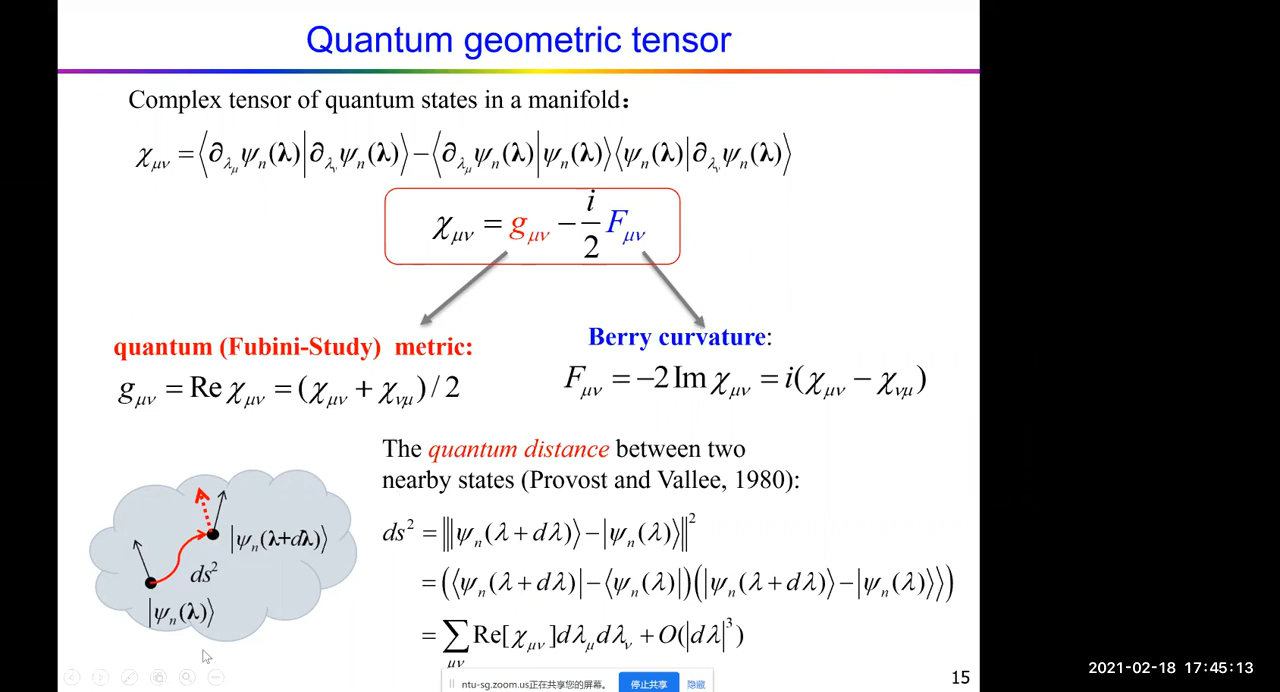 Quantum geometric tensor
Complex tensor of quantum states in a manifold：
χ_μν = ⟨∂_{λ_μ} ψ_n(λ)|∂_{λ_ν} ψ_n(λ)⟩ − ⟨∂_{λ_μ} ψ_n(λ)|ψ_n(λ)⟩⟨ψ_n(λ)|∂_{λ_ν} ψ_n(λ)⟩
χ_μν = g_μν − i/2 F_μν
quantum (Fubini-Study) metric:
g_μν = Re χ_μν = (χ_μν + χ_νμ) / 2
Berry curvature:
F_μν = −2 Im χ_μν = i(χ_μν − χ_νμ)
The quantum distance between two
nearby states (Provost and Vallee, 1980):
ds² = |||ψ_n(λ + dλ)⟩ − |ψ_n(λ)⟩||²
= (⟨ψ_n(λ + dλ)| − ⟨ψ_n(λ)|)(|ψ_n(λ + dλ)⟩ − |ψ_n(λ)⟩)
= ∑_μν Re[χ_μν]dλ_μ dλ_ν + O(|dλ|³)
|ψ_n(λ+dλ)⟩
ds²
|ψ_n(λ)⟩
ntu-sg.zoom.us正在共享您的屏幕。 停止共享 隐藏
15
2021-02-18 17:45:13